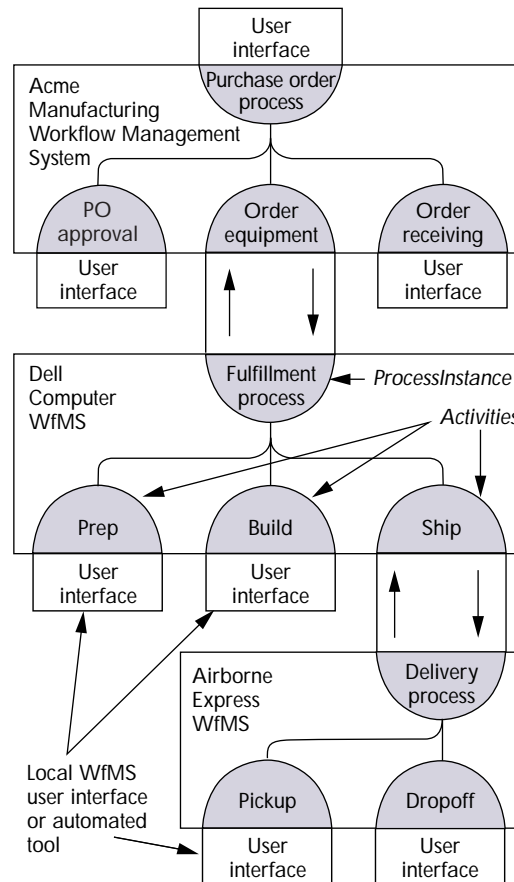 User
interface
Purchase order
process
Acme
Manufacturing
Workflow Management
System
PO
approval
Order
equipment
Order
receiving
User
interface
User
interface
Dell
Computer
WfMS
Fulfillment
process
ProcessInstance
Activities
Prep
Build
Ship
User
interface
User
interface
Airborne
Express
WfMS
Delivery
process
Local WfMS
user interface
or automated
tool
Pickup
Dropoff
User
interface
User
interface